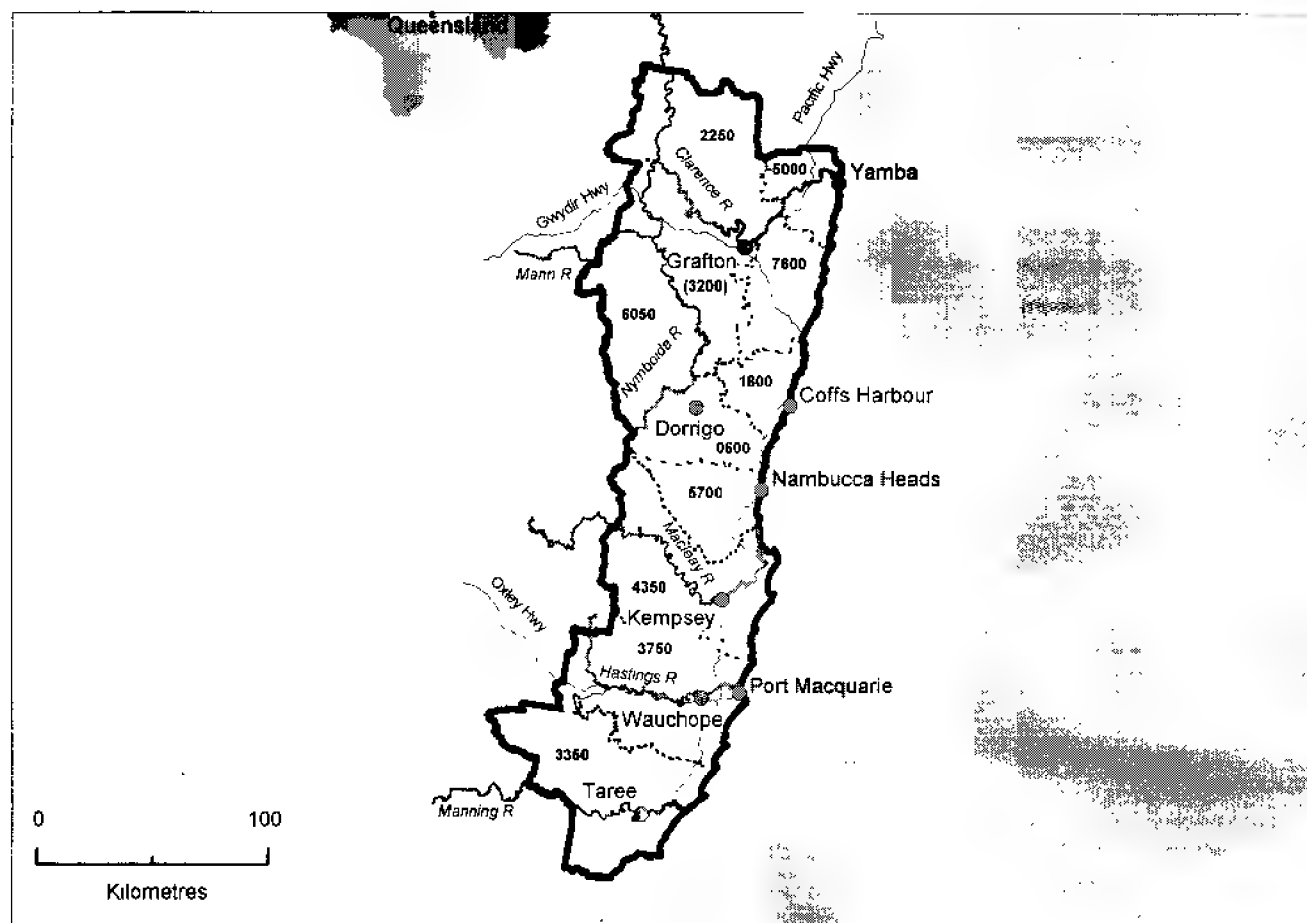 Queensland
Pacific Hwy
2250
Clarence R
5000
Yamba
Gwydir Hwy
Grafton
7600
Mann R
(3200)
6050
Nymboida R
1800
Coffs Harbour
Dorrigo
0600
Nambucca Heads
5700
Macleay R
4350
Oxley Hwy
Kempsey
3750
Hastings R
Port Macquarie
Wauchope
3350
Taree
Manning R
0 100
Kilometres